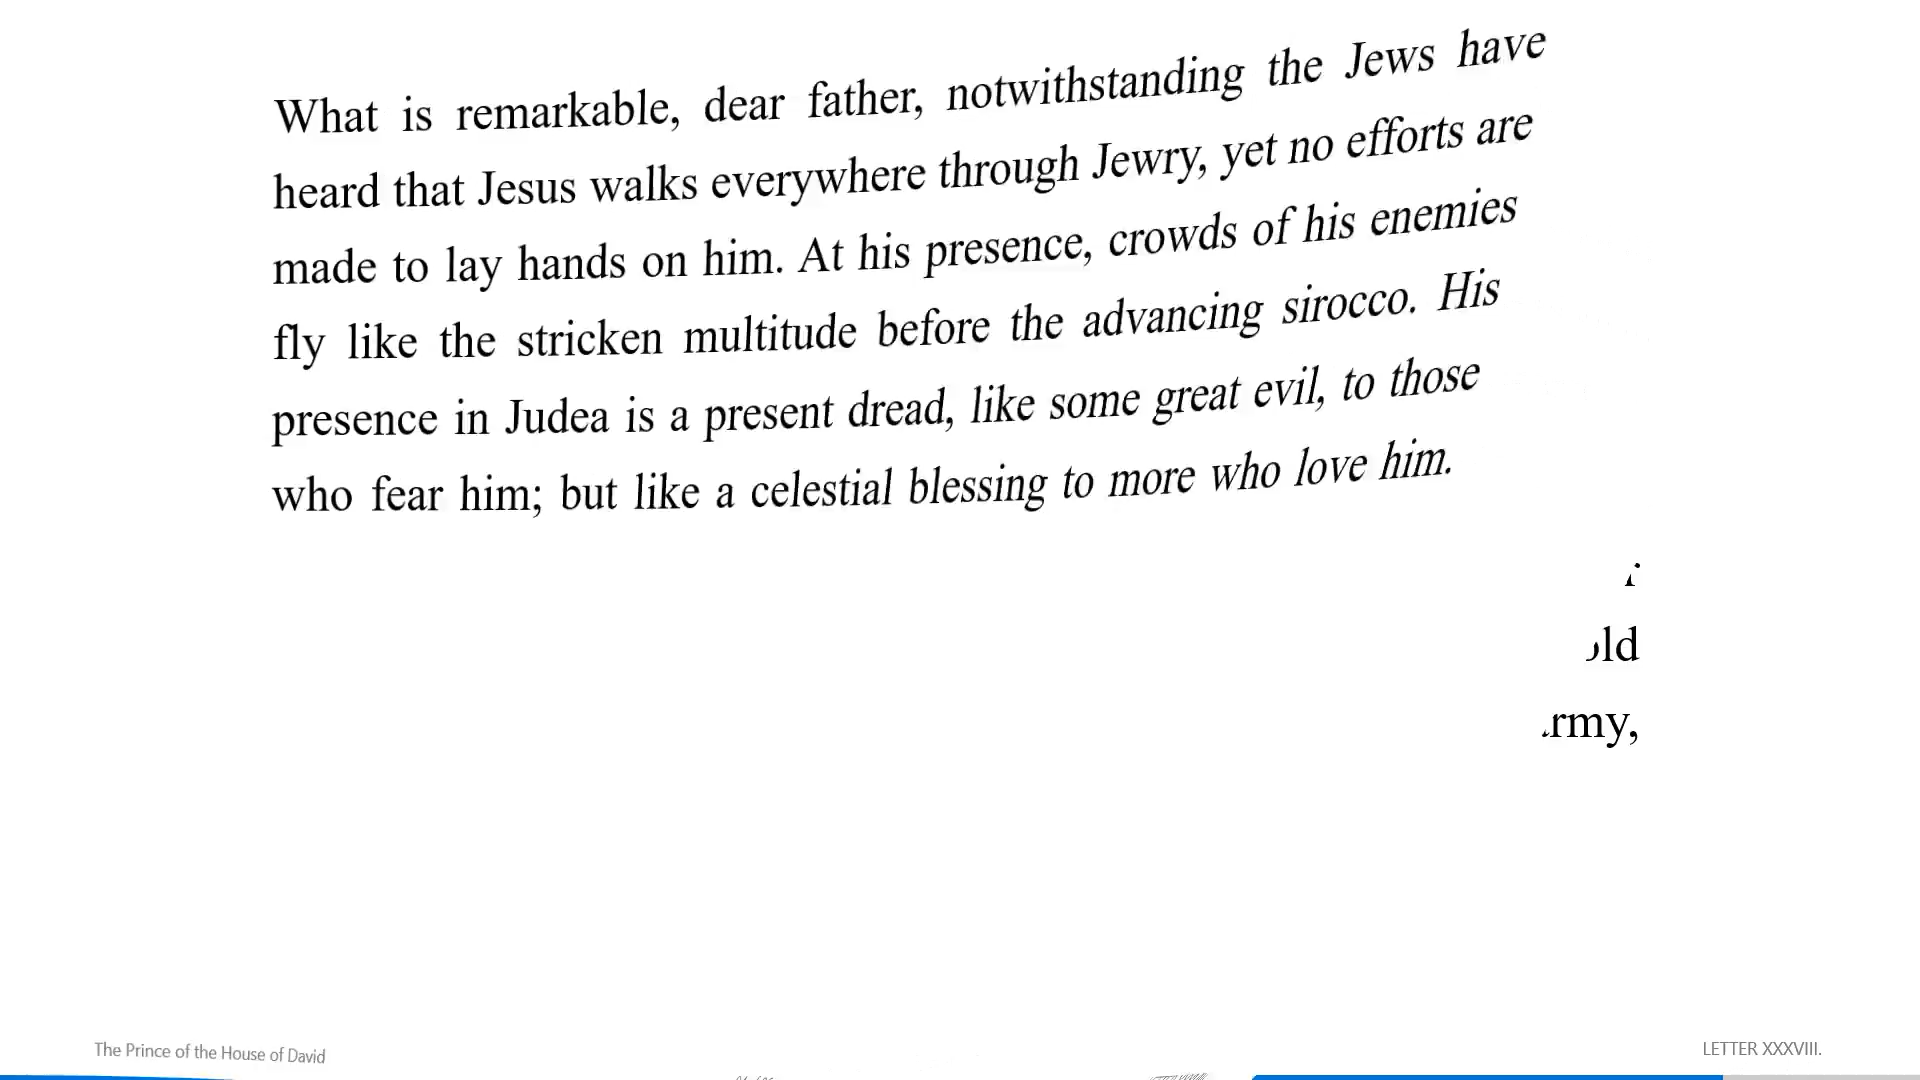 What is remarkable, dear father, notwithstanding the Jews have
heard that Jesus walks everywhere through Jewry, yet no efforts are
made to lay hands on him. At his presence, crowds of his enemies
fly like the stricken multitude before the advancing sirocco. His
presence in Judea is a present dread, like some great evil, to those
who fear him; but like a celestial blessing to more who love him.
The Prince of the House of David
LETTER XXXVIII.